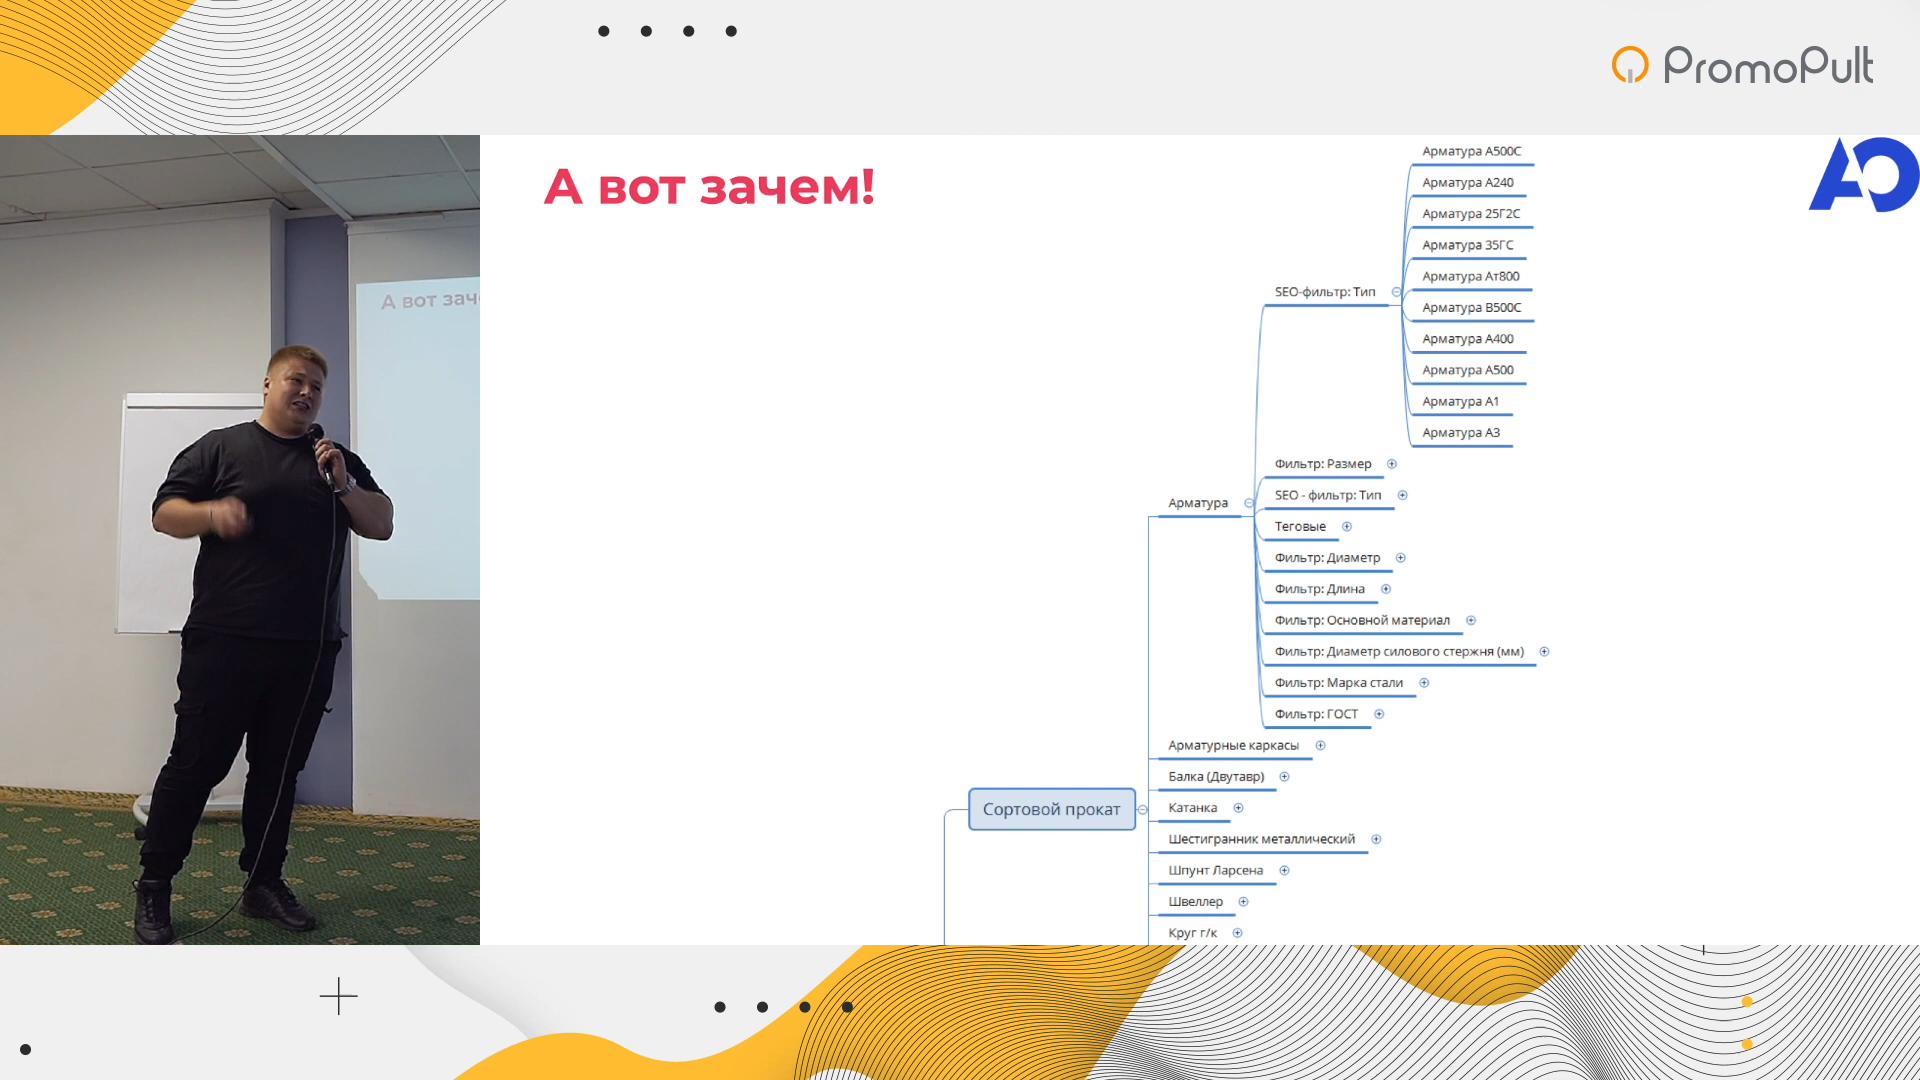 PromoPult
А вот зачем!
А вот зач
Арматура А500С
Арматура А240
Арматура 25Г2С
Арматура 35ГС
Арматура Ат800
SEO-фильтр: Тип
Арматура В500С
Арматура А400
Арматура А500
Арматура А1
Арматура А3
Фильтр: Размер
SEO - фильтр: Тип
Арматура
Теговые
Фильтр: Диаметр
Фильтр: Длина
Фильтр: Основной материал
Фильтр: Диаметр силового стержня (мм)
Фильтр: Марка стали
Фильтр: ГОСТ
Арматурные каркасы
Балка (Двутавр)
Сортовой прокат
Катанка
Шестигранник металлический
Шпунт Ларсена
Швеллер
Круг г/к